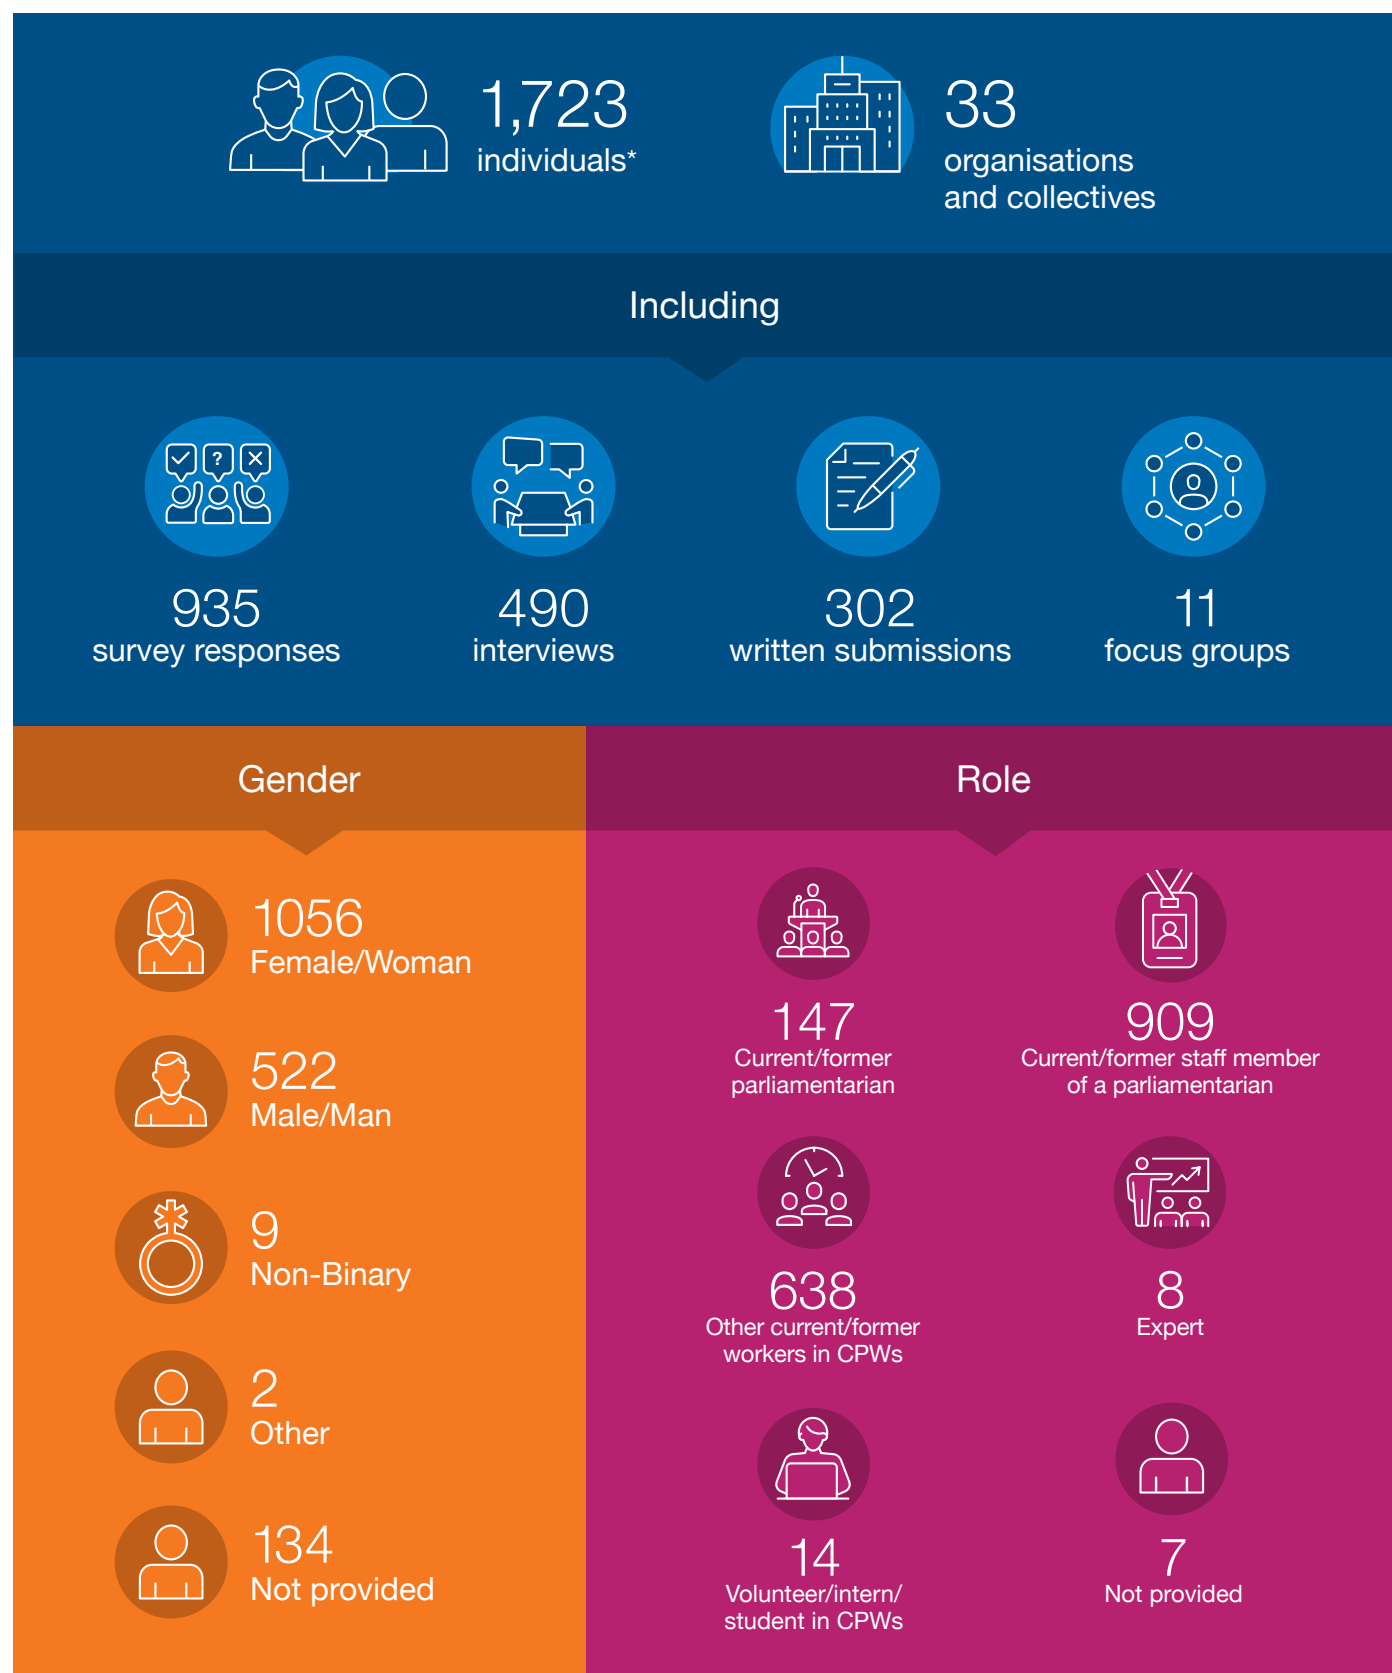 1,723
individuals*
33
organisations
and collectives
Including
?
935
survey responses
490
interviews
302
written submissions
11
focus groups
Gender
1056
Female/Woman
522
Male/Man
9
Non-Binary
2
Other
134
Not provided
Role
147
Current/former
parliamentarian
909
Current/former staff member
of a parliamentarian
638
Other current/former
workers in CPWs
8
Expert
14
Volunteer/intern/
student in CPWs
7
Not provided